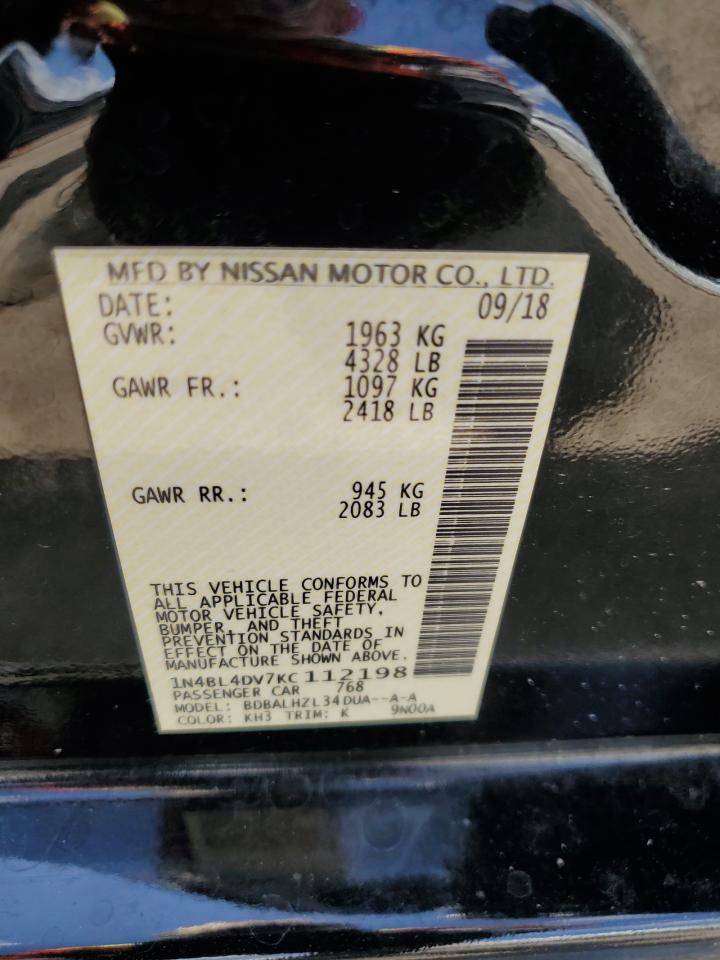 MFD BY NISSAN MOTOR CO., LTD.
DATE: 09/18
GVWR: 1963 KG
4328 LB
GAWR FR.: 1097 KG
2418 LB
GAWR RR.: 945 KG
2083 LB
THIS VEHICLE CONFORMS TO
ALL APPLICABLE FEDERAL
MOTOR VEHICLE SAFETY,
BUMPER, AND THEFT
PREVENTION STANDARDS IN
EFFECT ON THE DATE OF
MANUFACTURE SHOWN ABOVE.
1N4BL4DV7KC112198
PASSENGER CAR 768
MODEL: BDBALHZL34DUA--A-A
COLOR: KH3 TRIM: K 9N00A